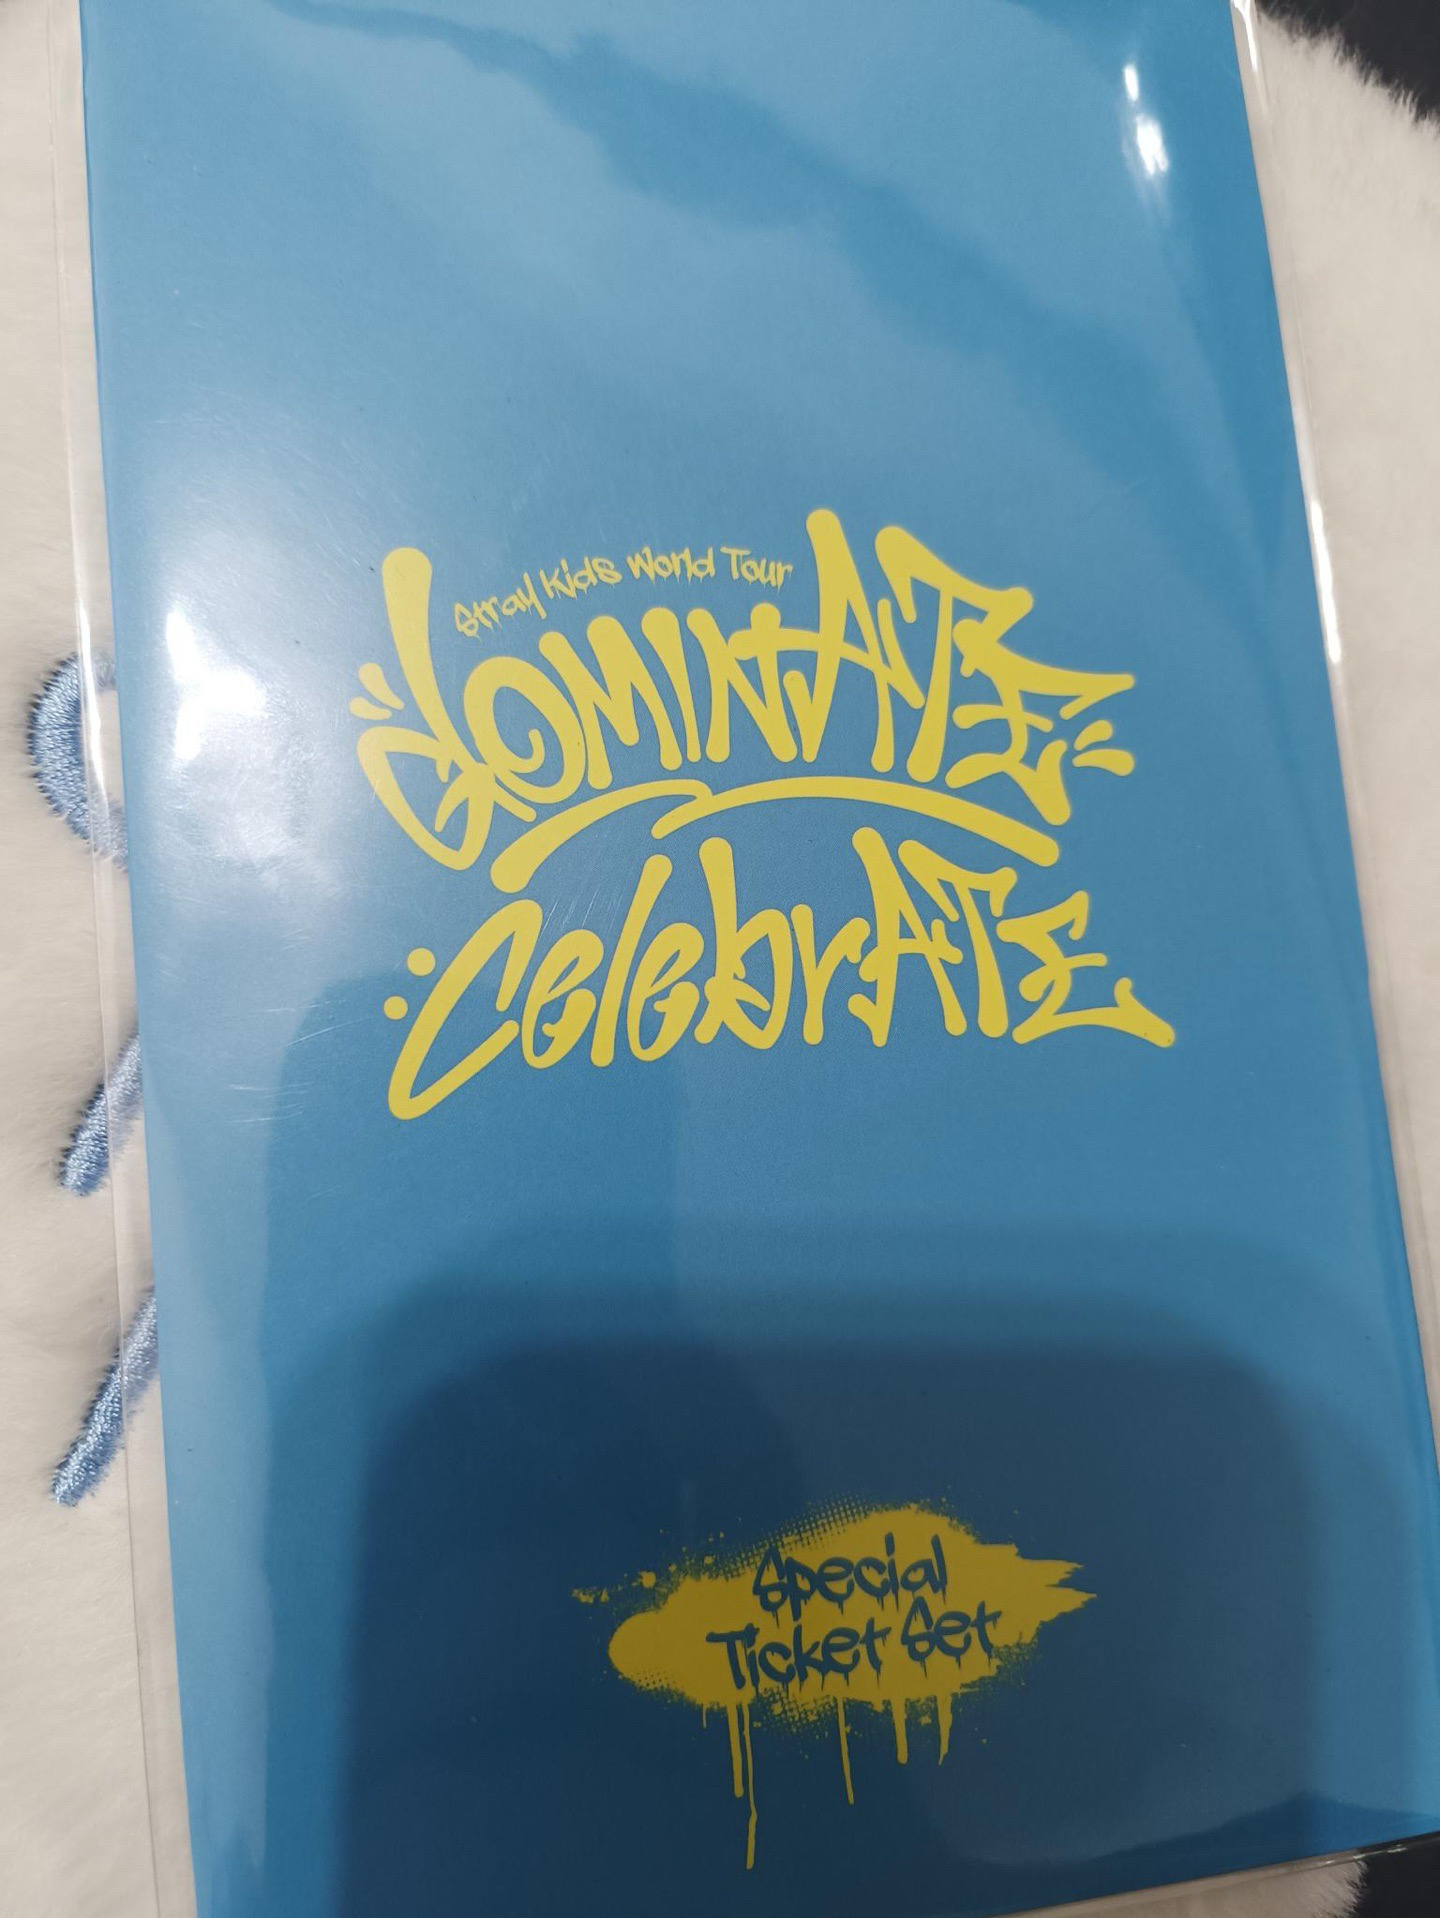 Stray Kids World Tour
dOMINATE
CelebrATE
Special
Ticket Set